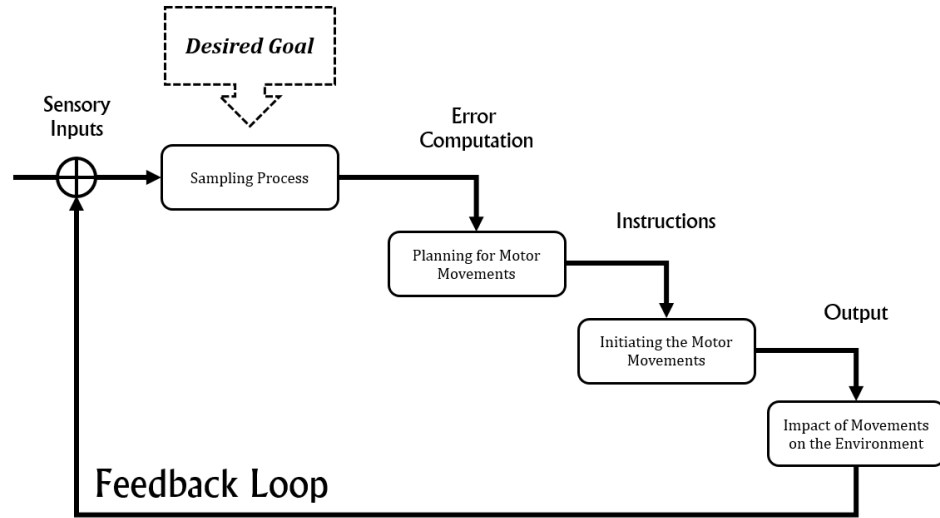 Desired Goal
Sensory
Inputs
Error
Computation
Sampling Process
Instructions
Planning for Motor
Movements
Output
Initiating the Motor
Movements
Impact of Movements
on the Environment
Feedback Loop